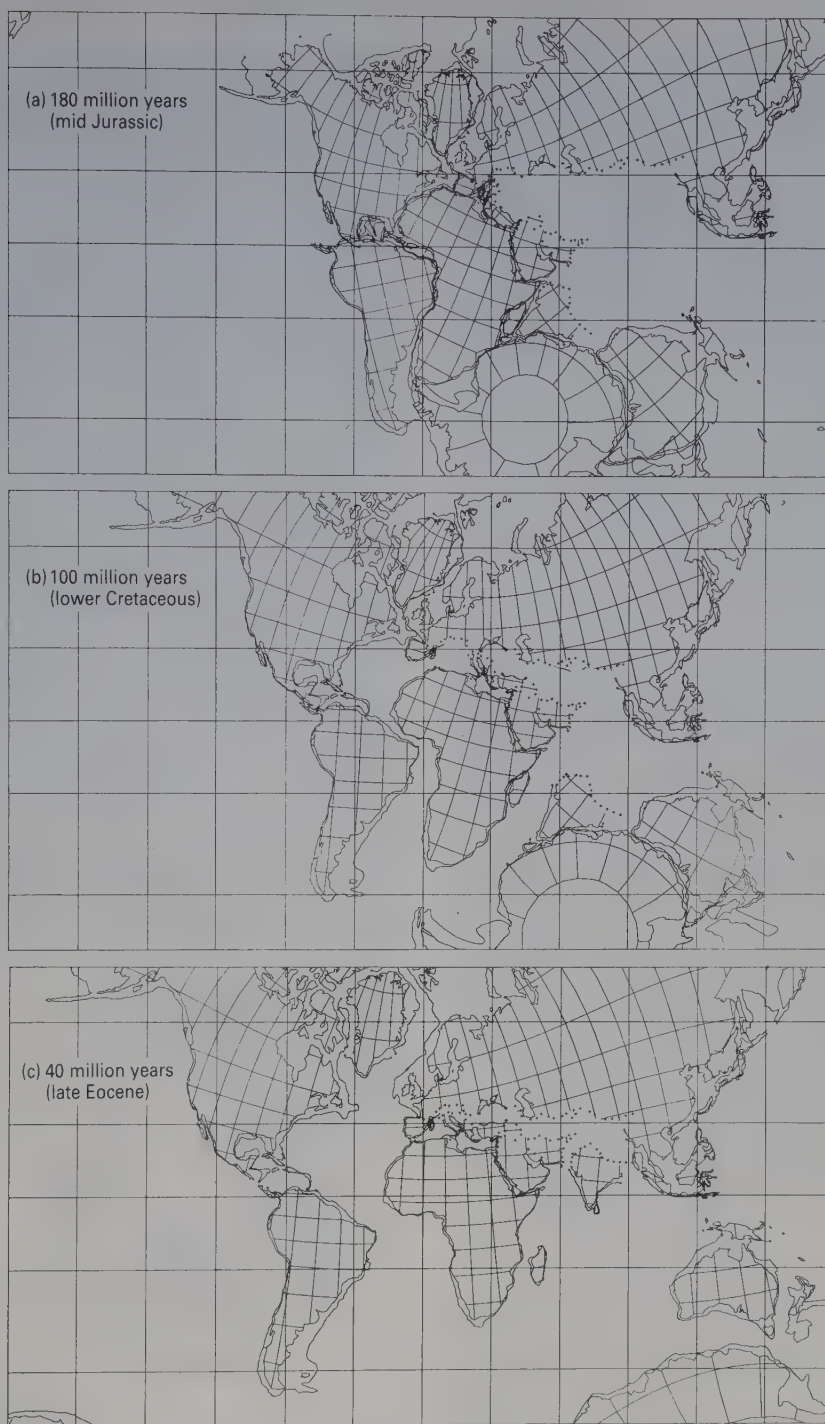 (a) 180 million years
(mid Jurassic)
(b) 100 million years
(lower Cretaceous)
(c) 40 million years
(late Eocene)